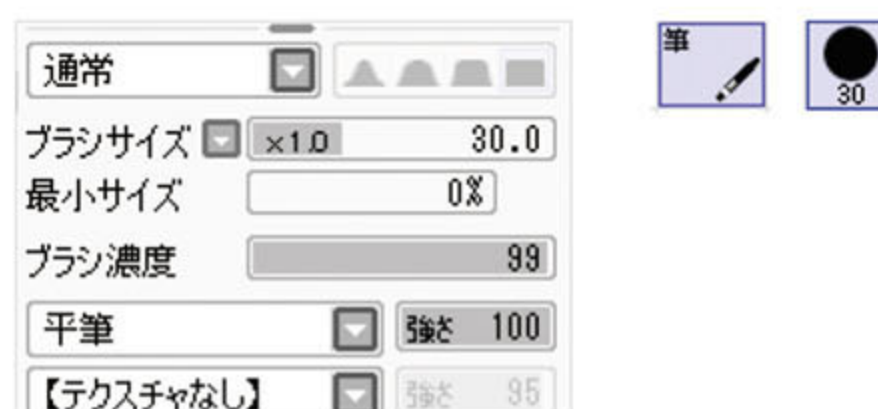 通常
ブラシサイズ ×1.0 30.0
最小サイズ 0%
ブラシ濃度 99
平筆 強さ 100
【テクスチャなし】 強さ 95
筆
30